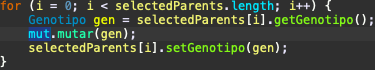 for (i = 0; i < selectedParents.length; i++) {
Genotipo gen = selectedParents[i].getGenotipo();
mut.mutar(gen);
selectedParents[i].setGenotipo(gen);
}